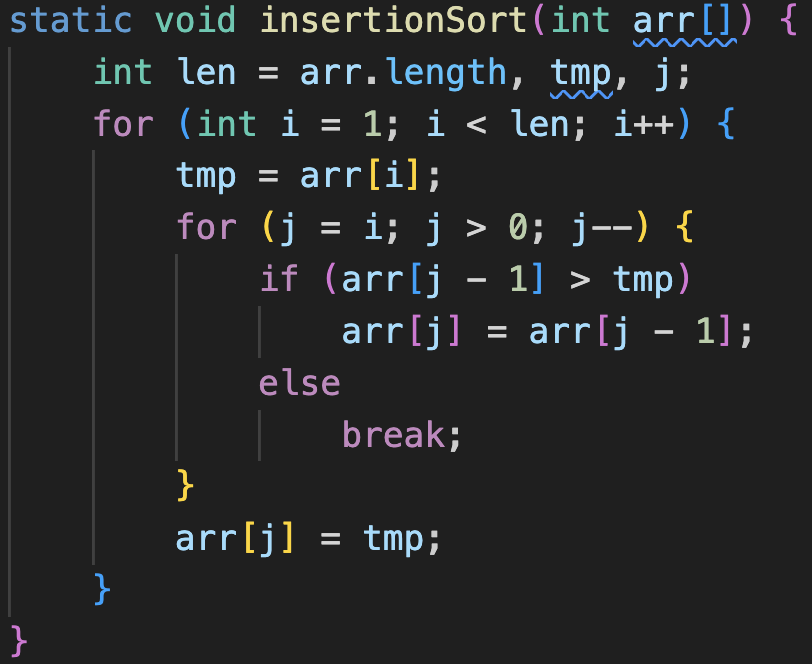 static void insertionSort(int arr[]) {
    int len = arr.length, tmp, j;
    for (int i = 1; i < len; i++) {
        tmp = arr[i];
        for (j = i; j > 0; j--) {
            if (arr[j - 1] > tmp)
                arr[j] = arr[j - 1];
            else
                break;
        }
        arr[j] = tmp;
    }
}